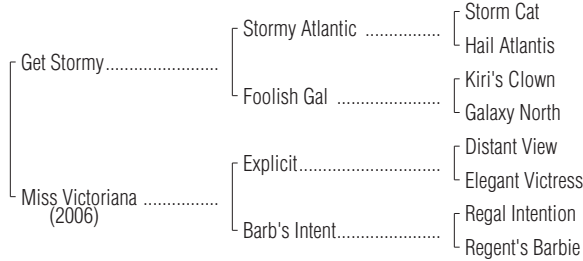 Storm Cat
Stormy Atlantic ..................
Hail Atlantis
Get Stormy...........................
Kiri's Clown
Foolish Gal .........................
Galaxy North
Distant View
Explicit..................................
Elegant Victress
Miss Victoriana ..................
(2006)
Regal Intention
Barb's Intent.........................
Regent's Barbie